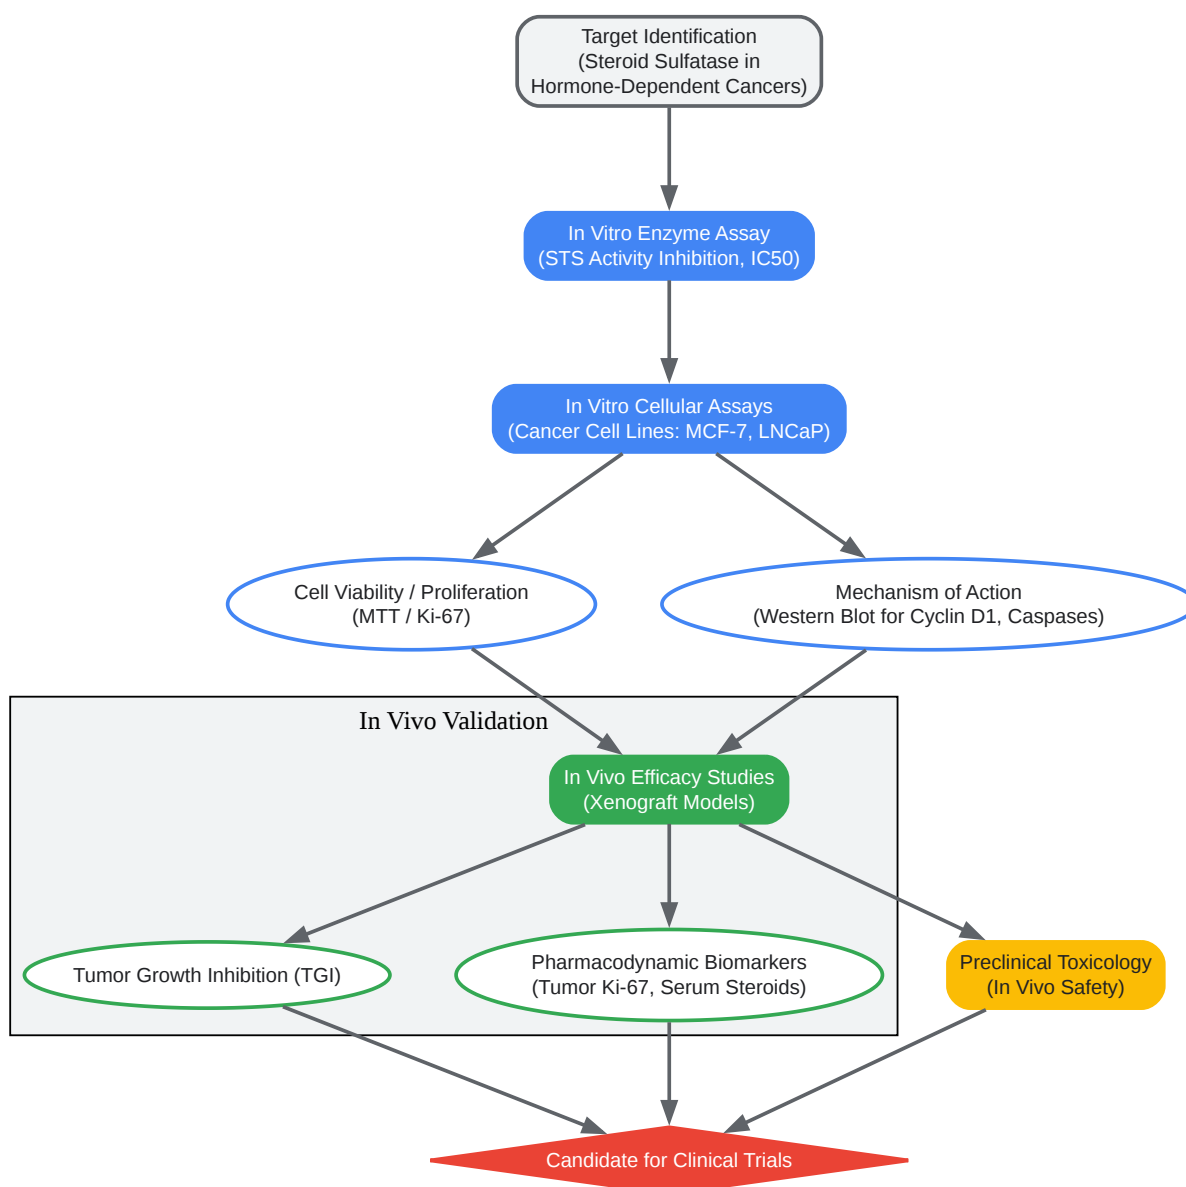 Target Identification
(Steroid Sulfatase in
Hormone-Dependent Cancers)
In Vitro Enzyme Assay
(STS Activity Inhibition, IC50)
In Vitro Cellular Assays
(Cancer Cell Lines: MCF-7, LNCaP)
Cell Viability / Proliferation
(MTT / Ki-67)
Mechanism of Action
(Western Blot for Cyclin D1, Caspases)
In Vivo Validation
In Vivo Efficacy Studies
(Xenograft Models)
Tumor Growth Inhibition (TGI)
Pharmacodynamic Biomarkers
(Tumor Ki-67, Serum Steroids)
Preclinical Toxicology
(In Vivo Safety)
Candidate for Clinical Trials